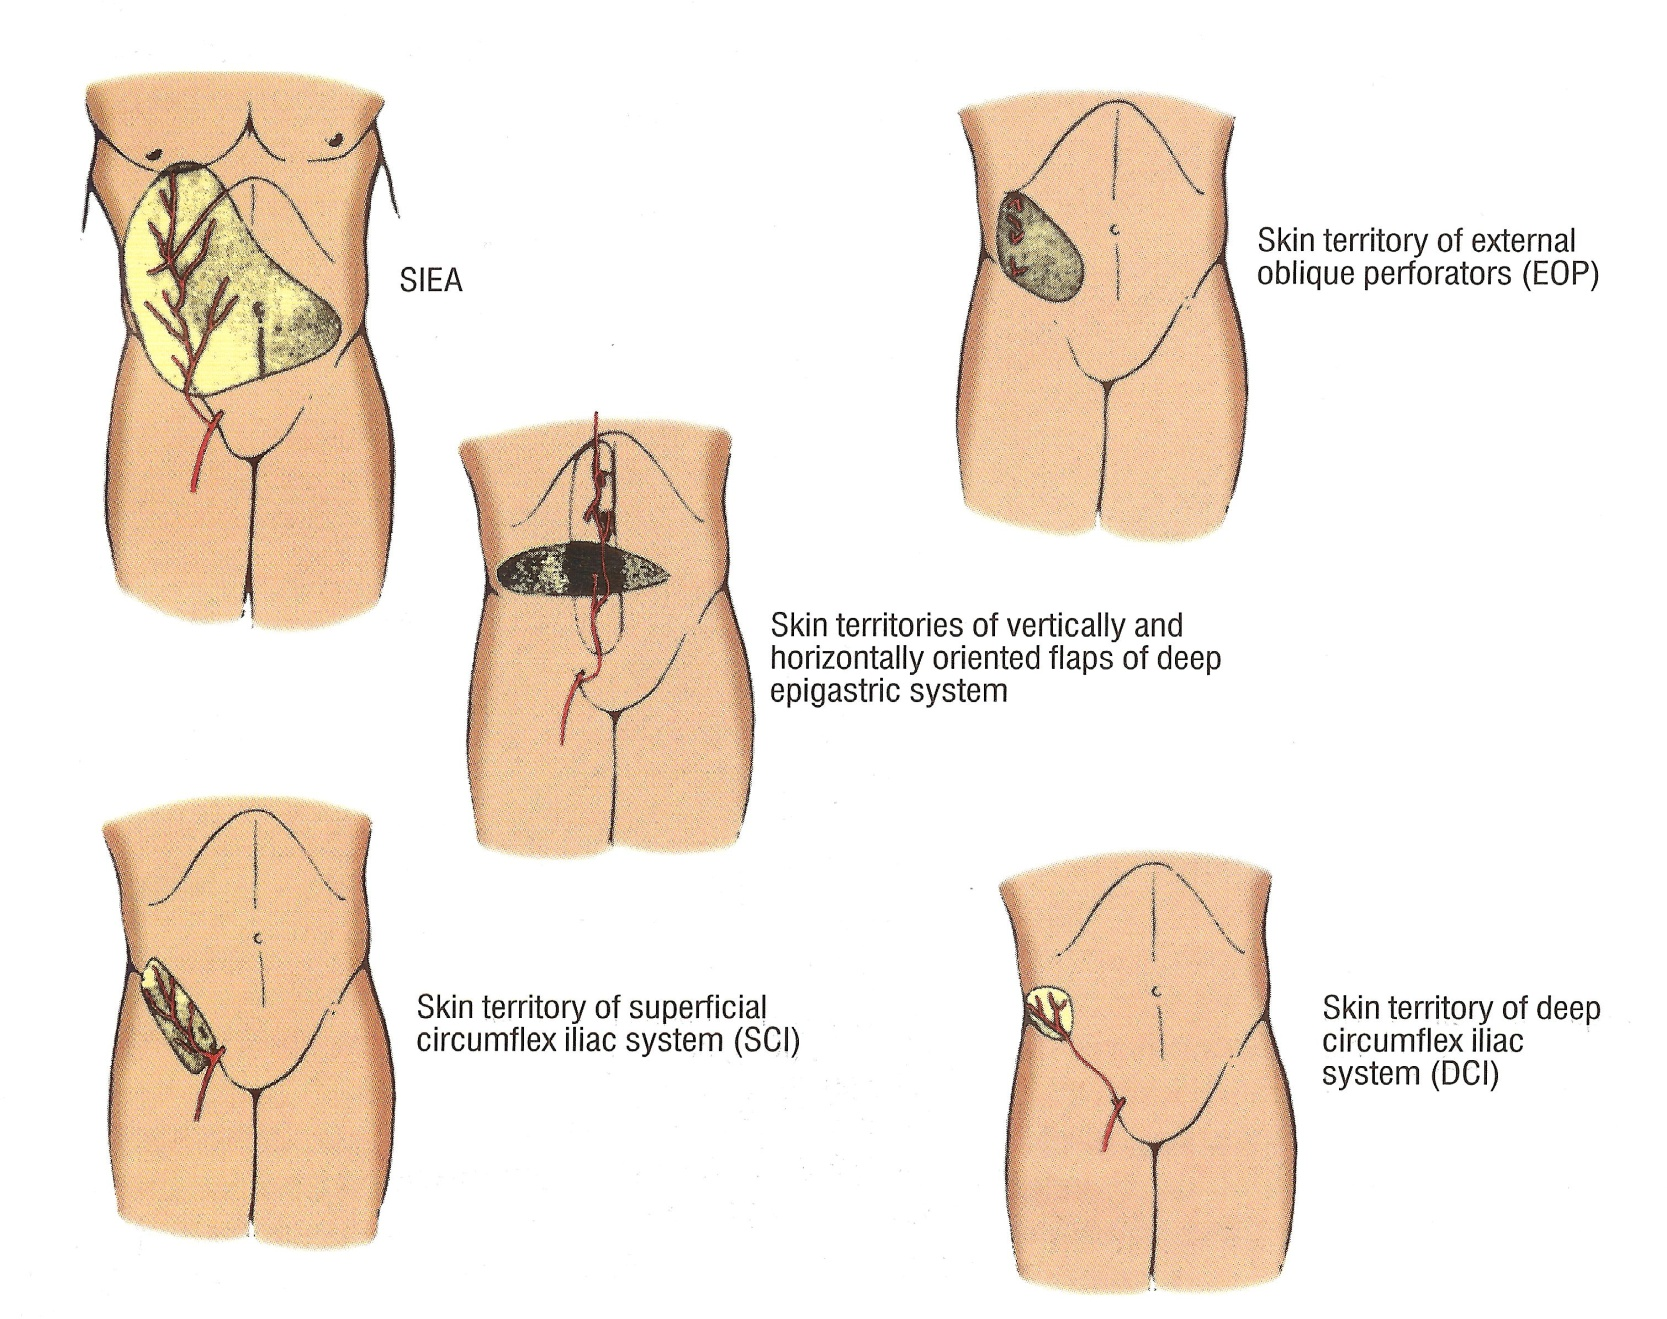 SIEA
Skin territory of external
oblique perforators (EOP)
Skin territories of vertically and
horizontally oriented flaps of deep
epigastric system
Skin territory of superficial
circumflex iliac system (SCI)
Skin territory of deep
circumflex iliac
system (DCI)